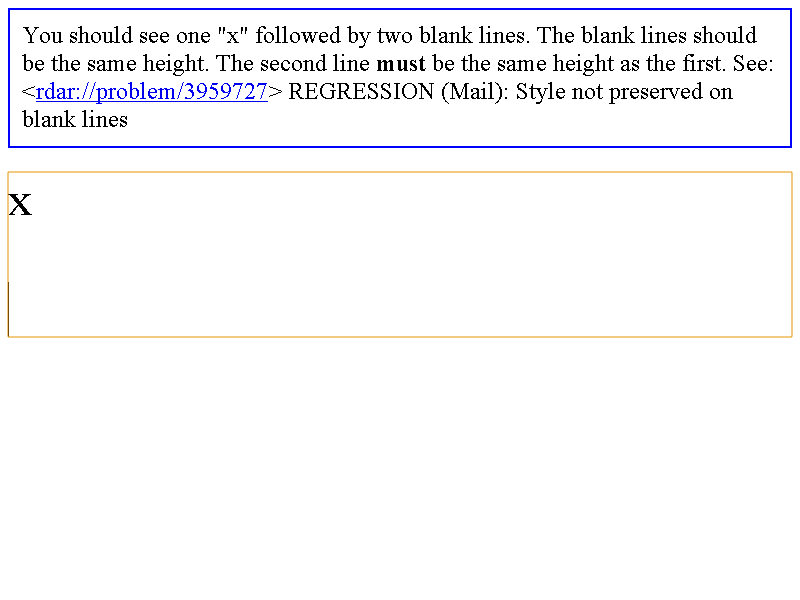 You should see one "x" followed by two blank lines. The blank lines should
be the same height. The second line must be the same height as the first. See:
<rdar://problem/3959727> REGRESSION (Mail): Style not preserved on
blank lines
x